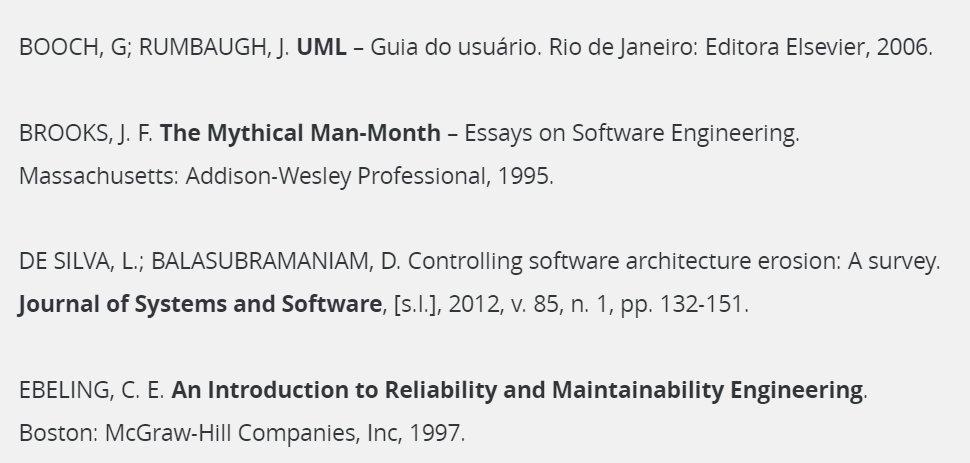 BOOCH, G; RUMBAUGH, J. UML – Guia do usuário. Rio de Janeiro: Editora Elsevier, 2006.
BROOKS, J. F. The Mythical Man-Month – Essays on Software Engineering.
Massachusetts: Addison-Wesley Professional, 1995.
DE SILVA, L.; BALASUBRAMANIAM, D. Controlling software architecture erosion: A survey.
Journal of Systems and Software, [s.l.], 2012, v. 85, n. 1, pp. 132-151.
EBELING, C. E. An Introduction to Reliability and Maintainability Engineering.
Boston: McGraw-Hill Companies, Inc, 1997.